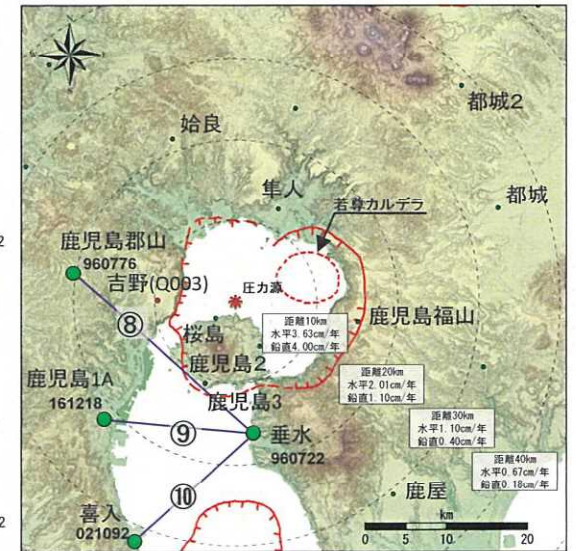 都城2
姶良
都城
隼人
若尊カルデラ
鹿児島郡山
960776
吉野(Q093)
圧力源
⑧
桜島
距離10km
水平3.63cm/年
鉛直4.00cm/年
鹿児島福山
鹿児島2
距離20km
水平2.01cm/年
鉛直1.10cm/年
鹿児島1A
161218
鹿児島3
⑨
垂水
960722
距離30km
水平1.10cm/年
鉛直0.40cm/年
距離40km
水平0.67cm/年
鉛直0.18cm/年
⑩
鹿屋
喜入
021092
km
0 10 20
2
2